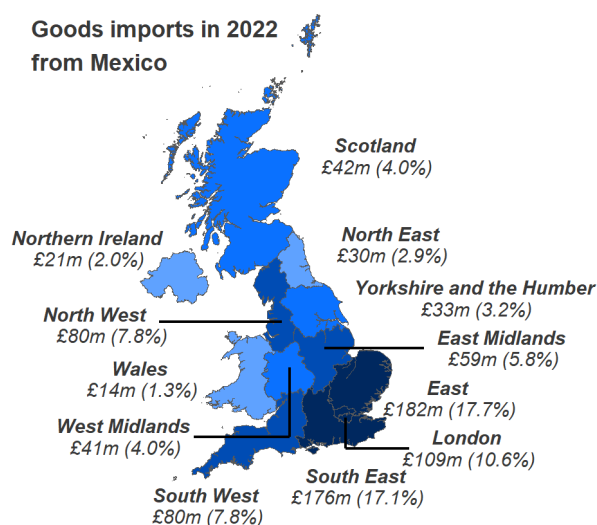 Goods imports in 2022
from Mexico
Scotland
£42m (4.0%)
Northern Ireland
£21m (2.0%)
North East
£30m (2.9%)
Yorkshire and the Humber
£33m (3.2%)
North West
£80m (7.8%)
East Midlands
£59m (5.8%)
Wales
£14m (1.3%)
East
£182m (17.7%)
West Midlands
£41m (4.0%)
London
£109m (10.6%)
South East
£176m (17.1%)
South West
£80m (7.8%)